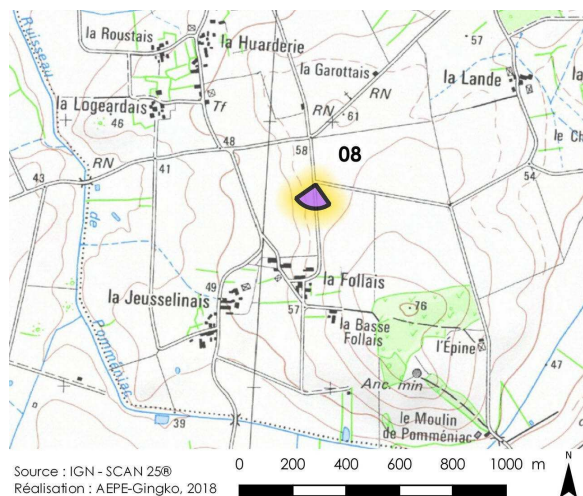 la Roustais
la Huarderie
57
la Garottais
la Lande
la
Ruisseau
RN
la Logeardais
Tf
46
RN
61
le Ch
48
58
08
RN
41
43
54
de
la Follais
49
la Jeusselinais
57
76
la Basse
Follais
l'Épine
Pomméniac
Anc. min
47
le Moulin
de Pomméniac
39
Source : IGN - SCAN 25®
Réalisation : AEPE-Gingko, 2018
0 200 400 600 800 1000 m
N